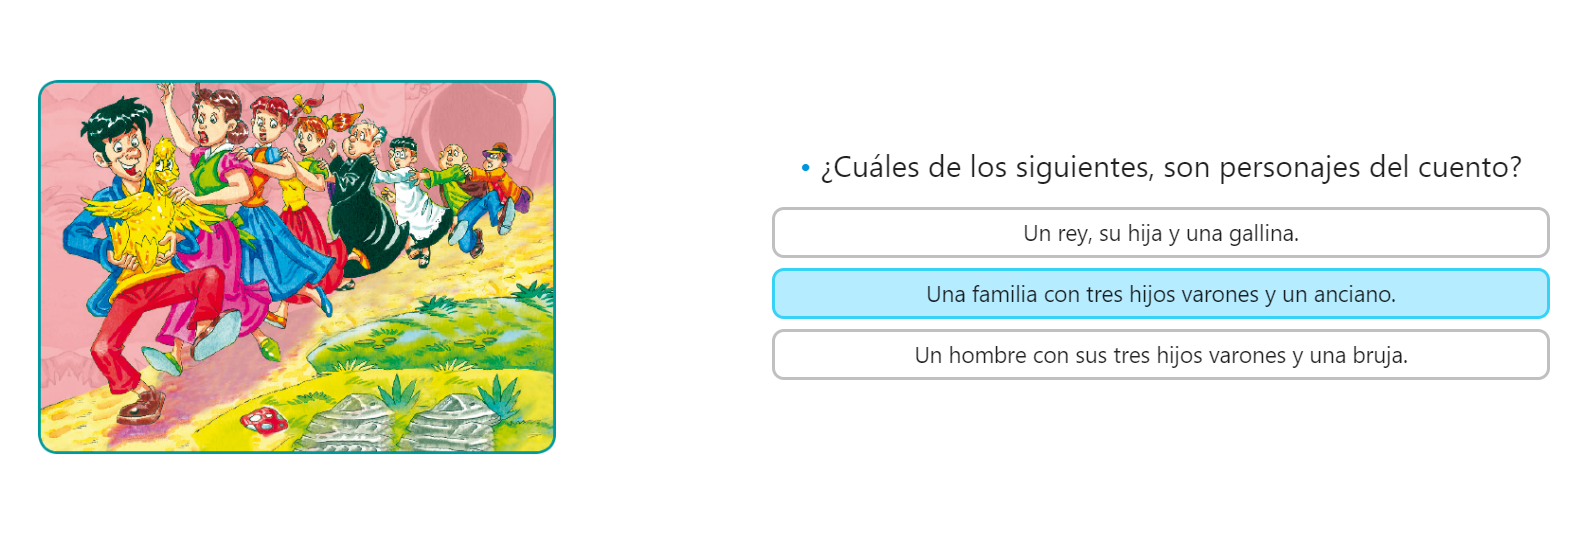 • ¿Cuáles de los siguientes, son personajes del cuento?
Un rey, su hija y una gallina.
Una familia con tres hijos varones y un anciano.
Un hombre con sus tres hijos varones y una bruja.